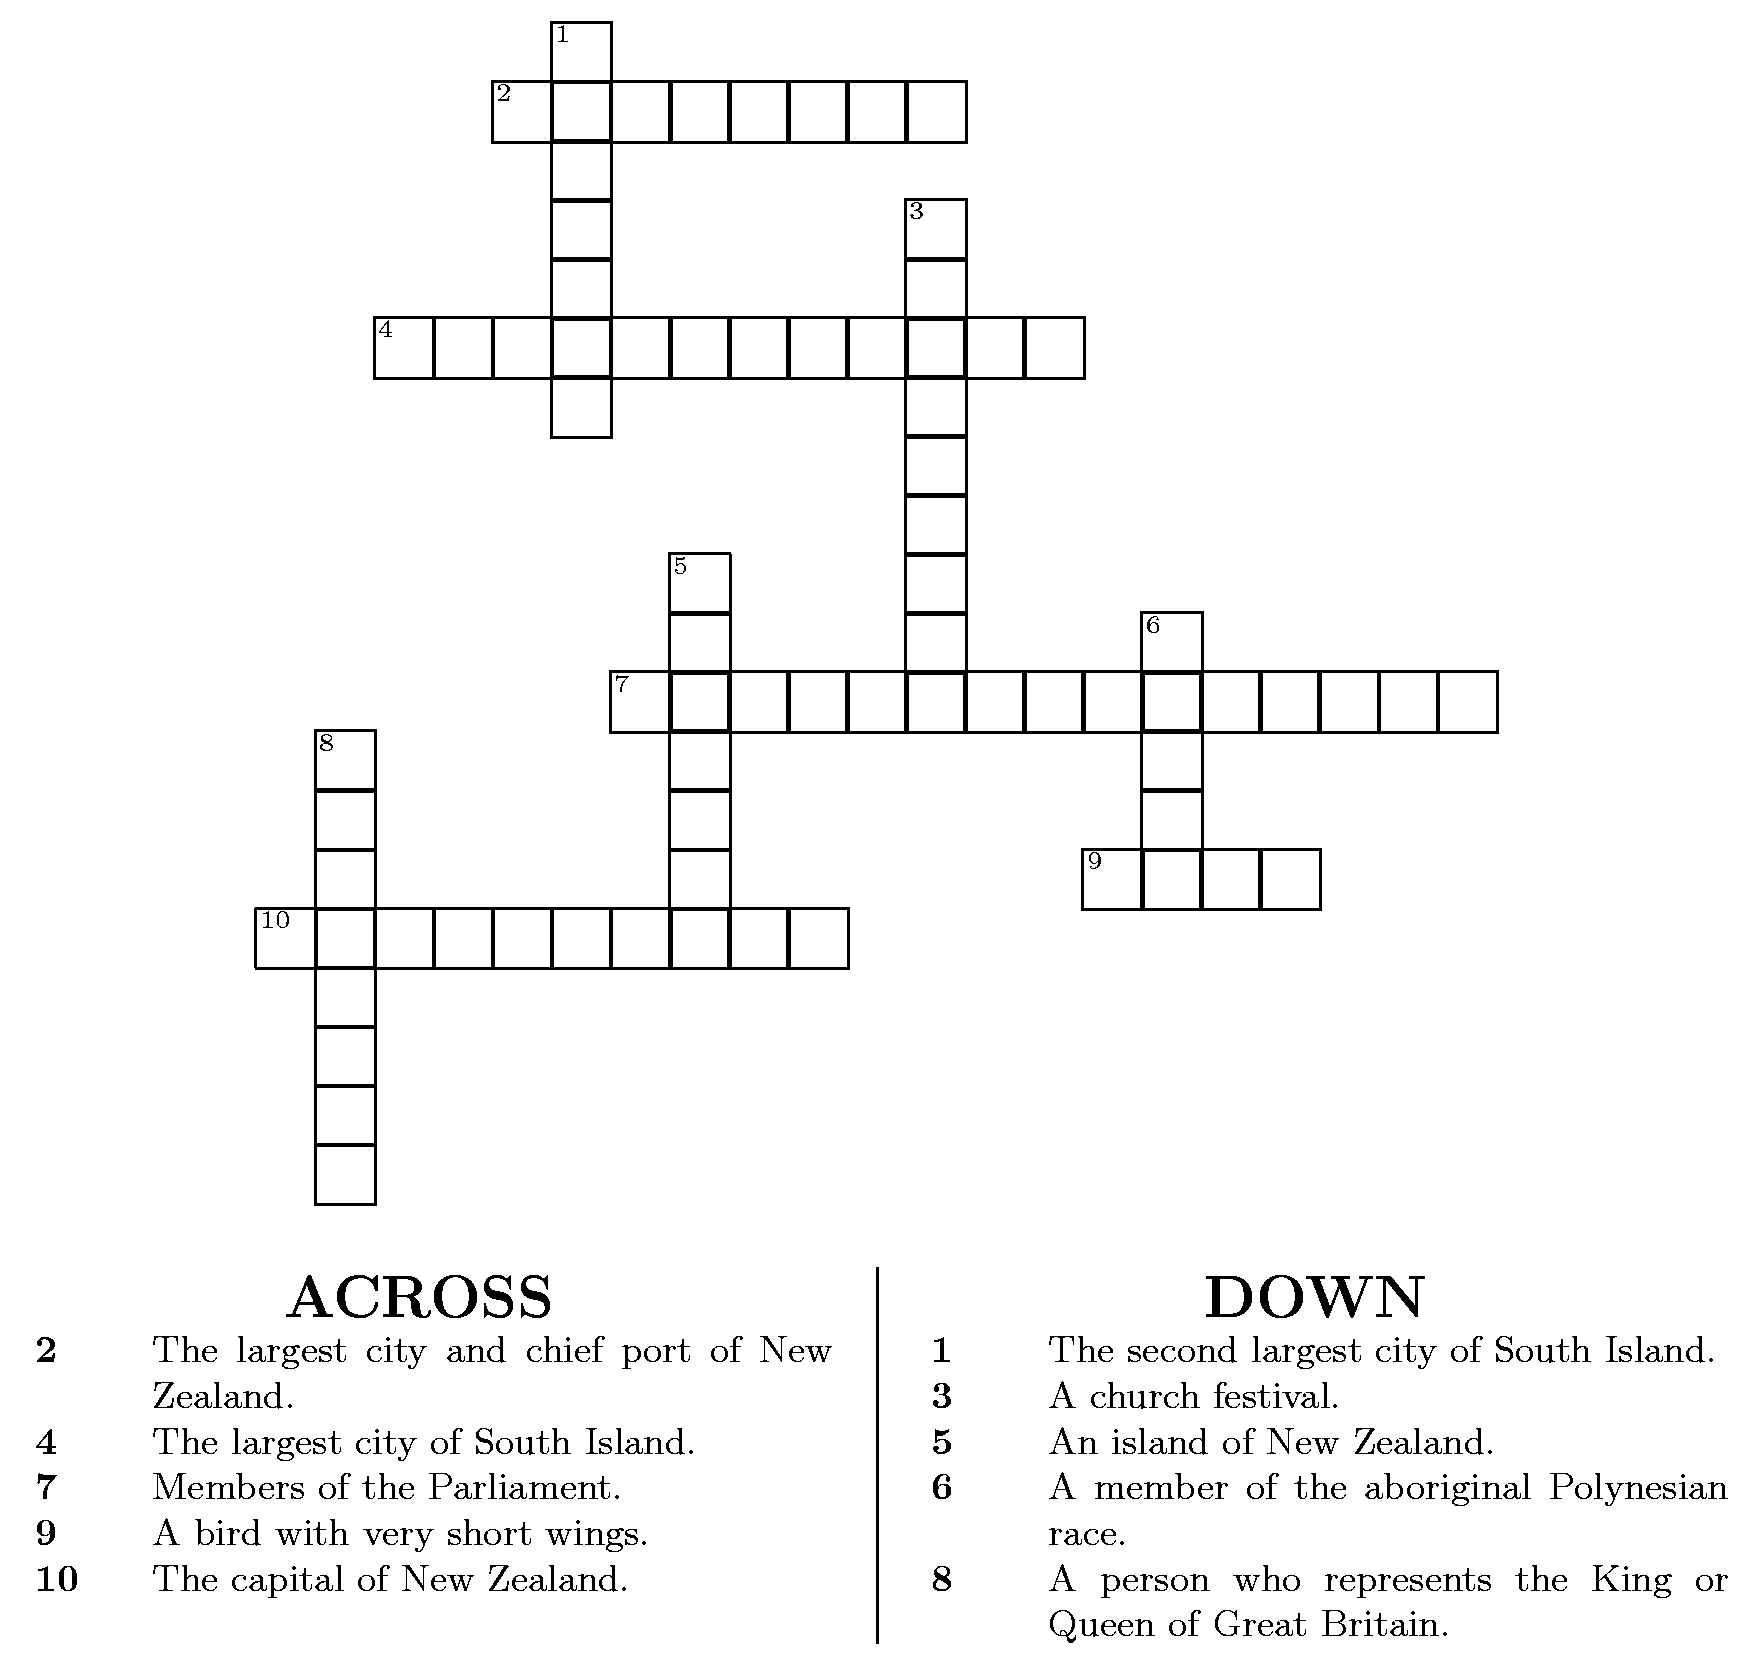 1
2
3
4
5
6
7
8
9
10
ACROSS
2 The largest city and chief port of New
Zealand.
4 The largest city of South Island.
7 Members of the Parliament.
9 A bird with very short wings.
10 The capital of New Zealand.
DOWN
1 The second largest city of South Island.
3 A church festival.
5 An island of New Zealand.
6 A member of the aboriginal Polynesian
race.
8 A person who represents the King or
Queen of Great Britain.